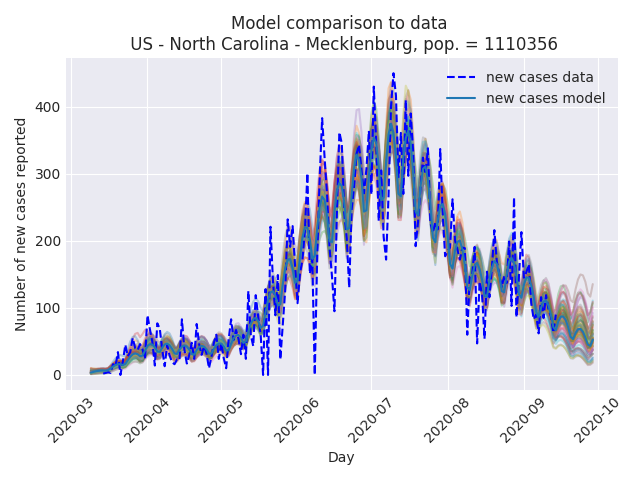 Model comparison to data
US - North Carolina - Mecklenburg, pop. = 1110356
new cases data
new cases model
Number of new cases reported
400
300
200
100
0
2020-03
2020-04
2020-05
2020-06
2020-07
2020-08
2020-09
2020-10
Day